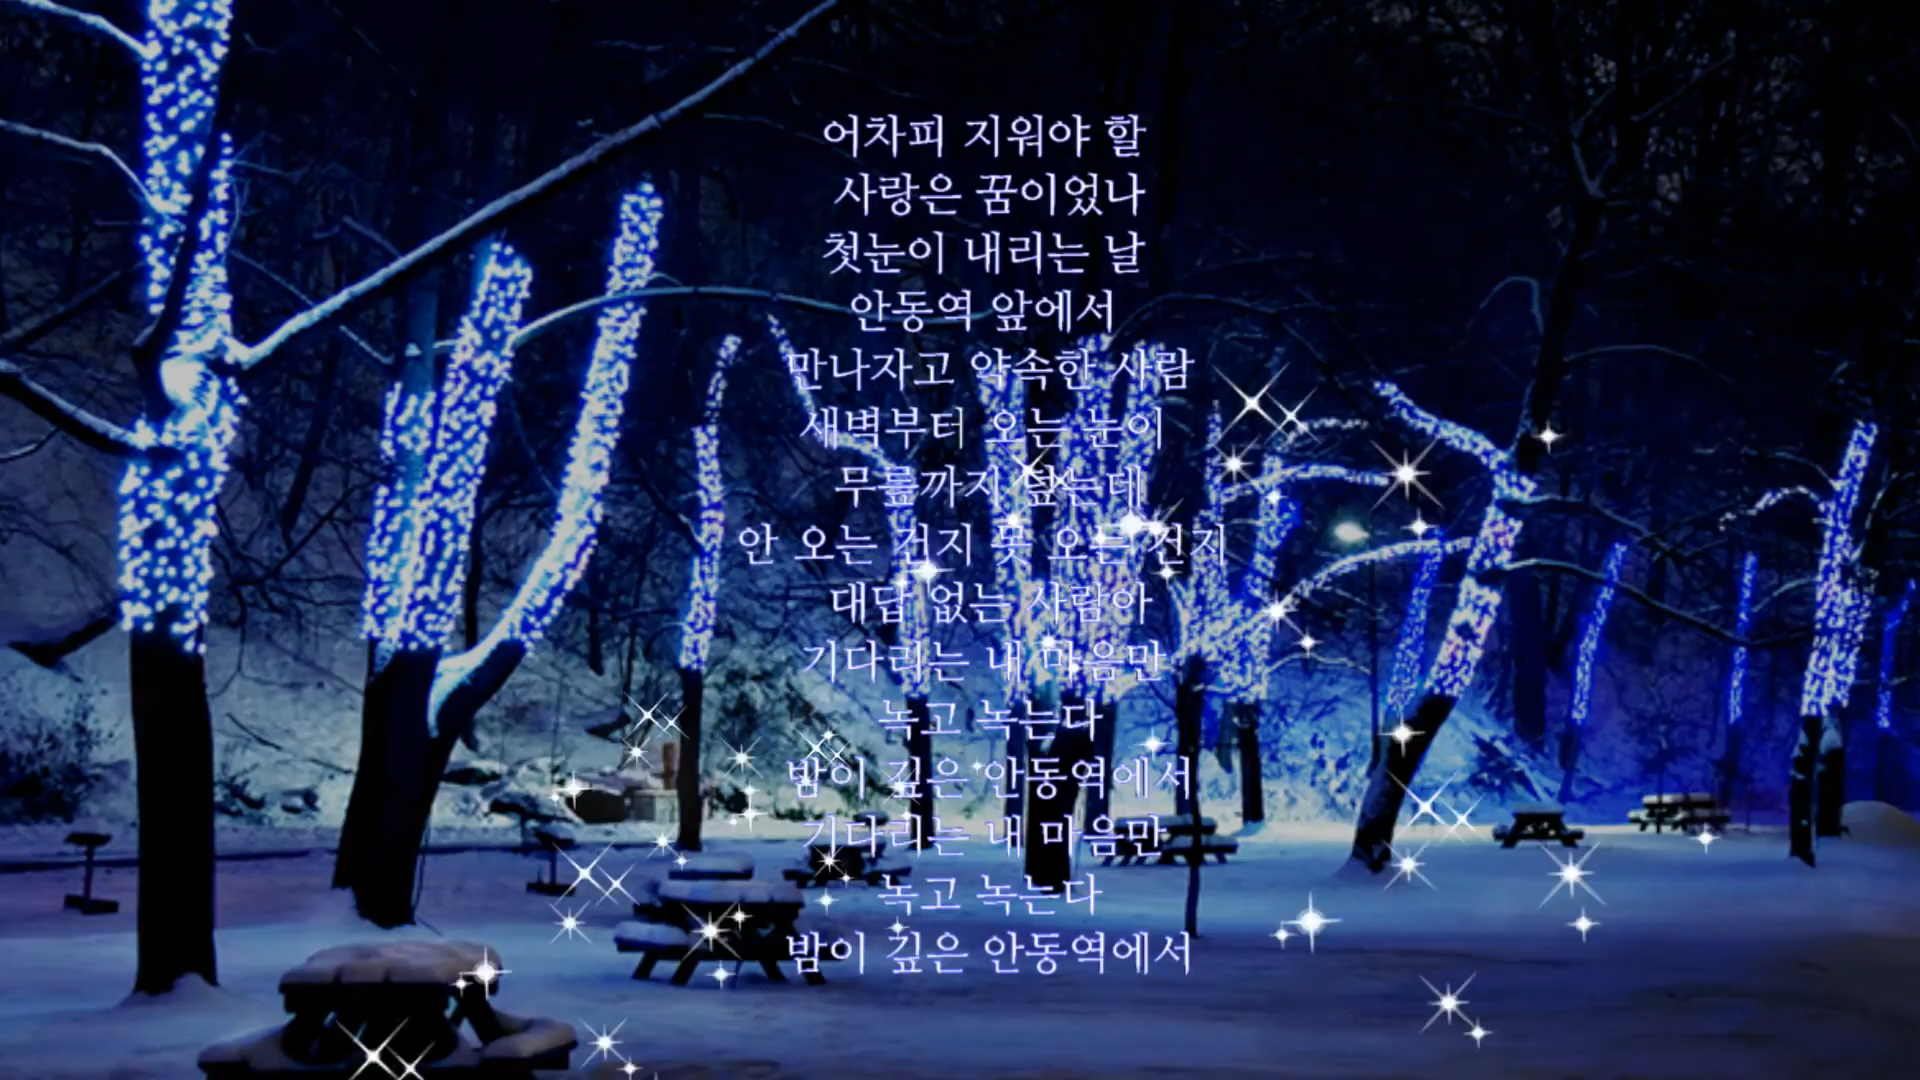 어차피 지워야 할
사랑은 꿈이었나
첫눈이 내리는 날
안동역 앞에서
만나자고 약속한 사람
새벽부터 오는 눈이
무릎까지 덮는데
안 오는 건지 못 오는 건지
대답 없는 사람아
기다리는 내 마음만
녹고 녹는다
밤이 깊은 안동역에서
기다리는 내 마음만
녹고 녹는다
밤이 깊은 안동역에서